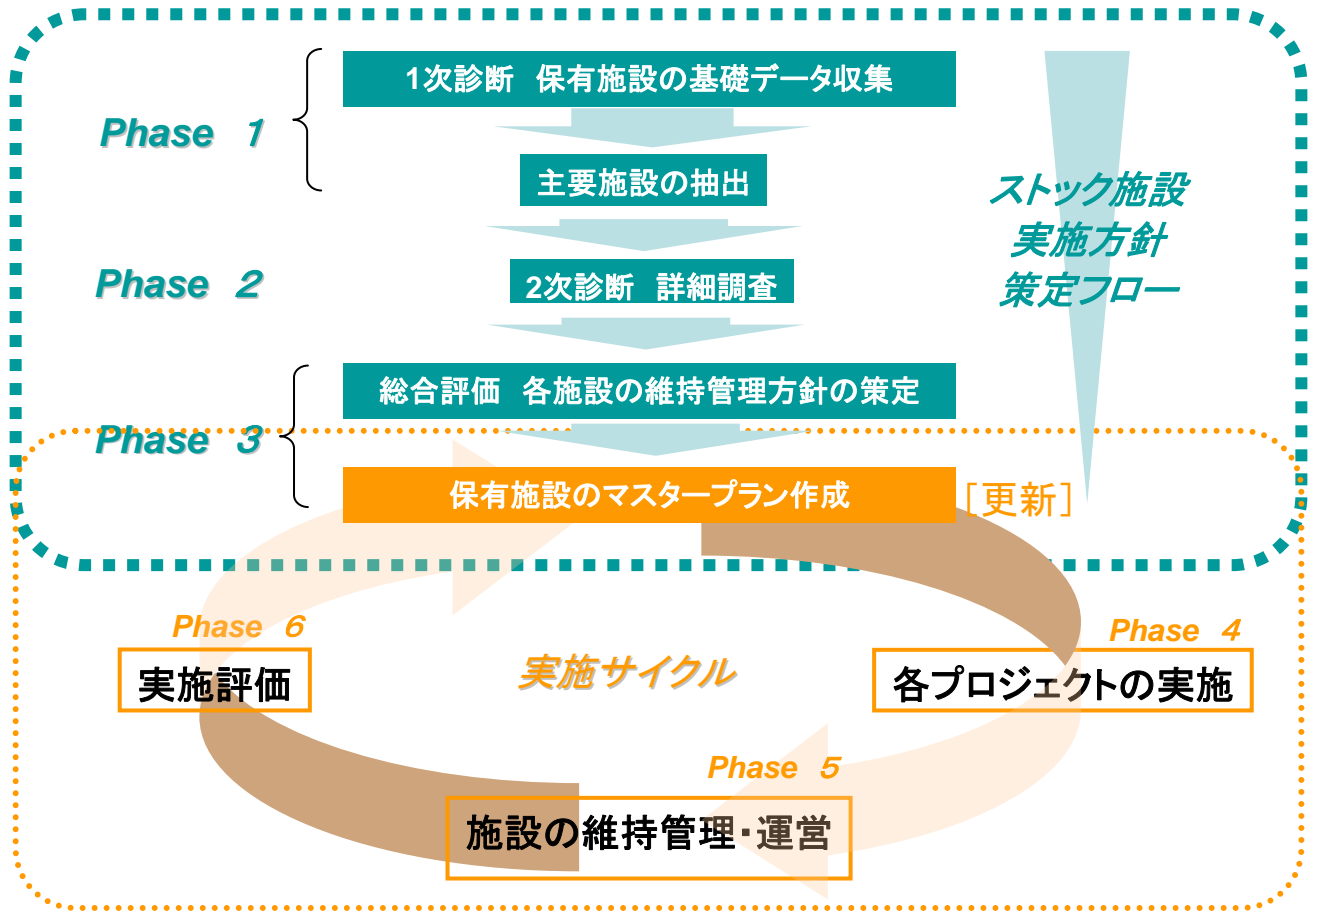 1次診断　保有施設の基礎データ収集
Phase　1
主要施設の抽出
ストック施設
実施方針
策定フロー
Phase　2
2次診断　詳細調査
総合評価　各施設の維持管理方針の策定
Phase　3
保有施設のマスタープラン作成
［更新］
Phase　6
実施評価
実施サイクル
Phase　4
各プロジェクトの実施
Phase　5
施設の維持管理・運営